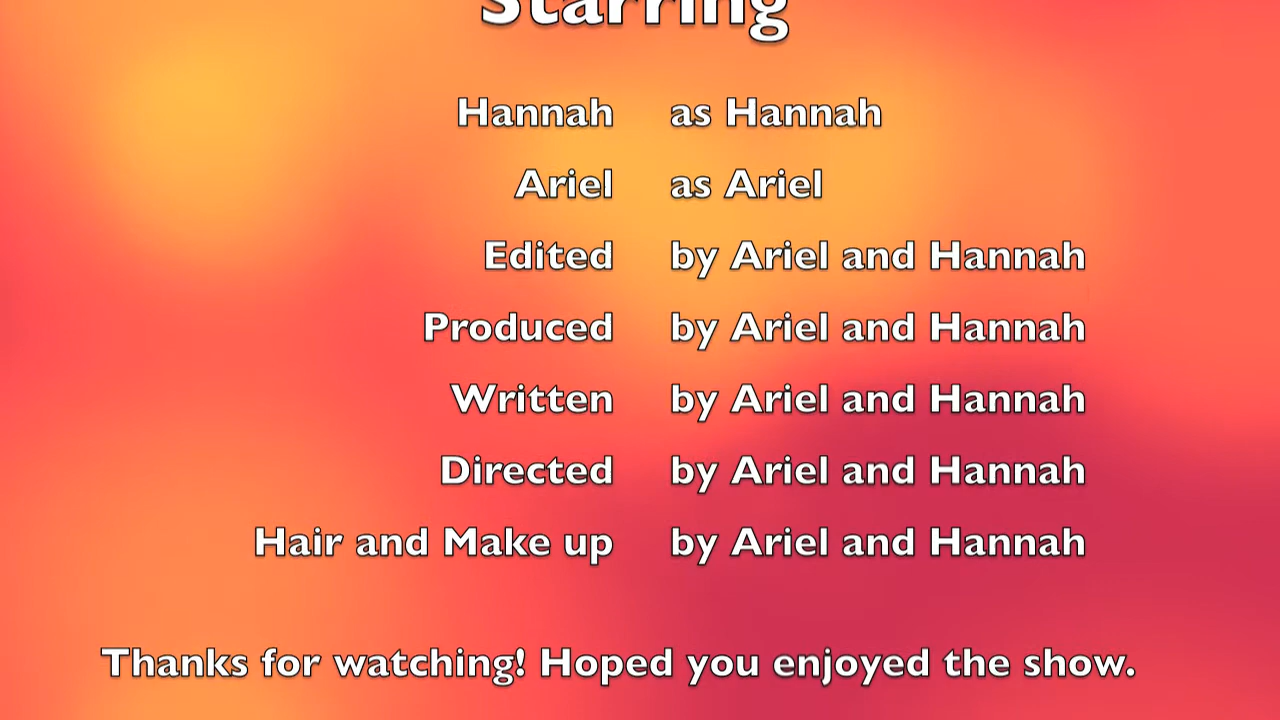 Starring
Hannah as Hannah
Ariel as Ariel
Edited by Ariel and Hannah
Produced by Ariel and Hannah
Written by Ariel and Hannah
Directed by Ariel and Hannah
Hair and Make up by Ariel and Hannah
Thanks for watching! Hoped you enjoyed the show.